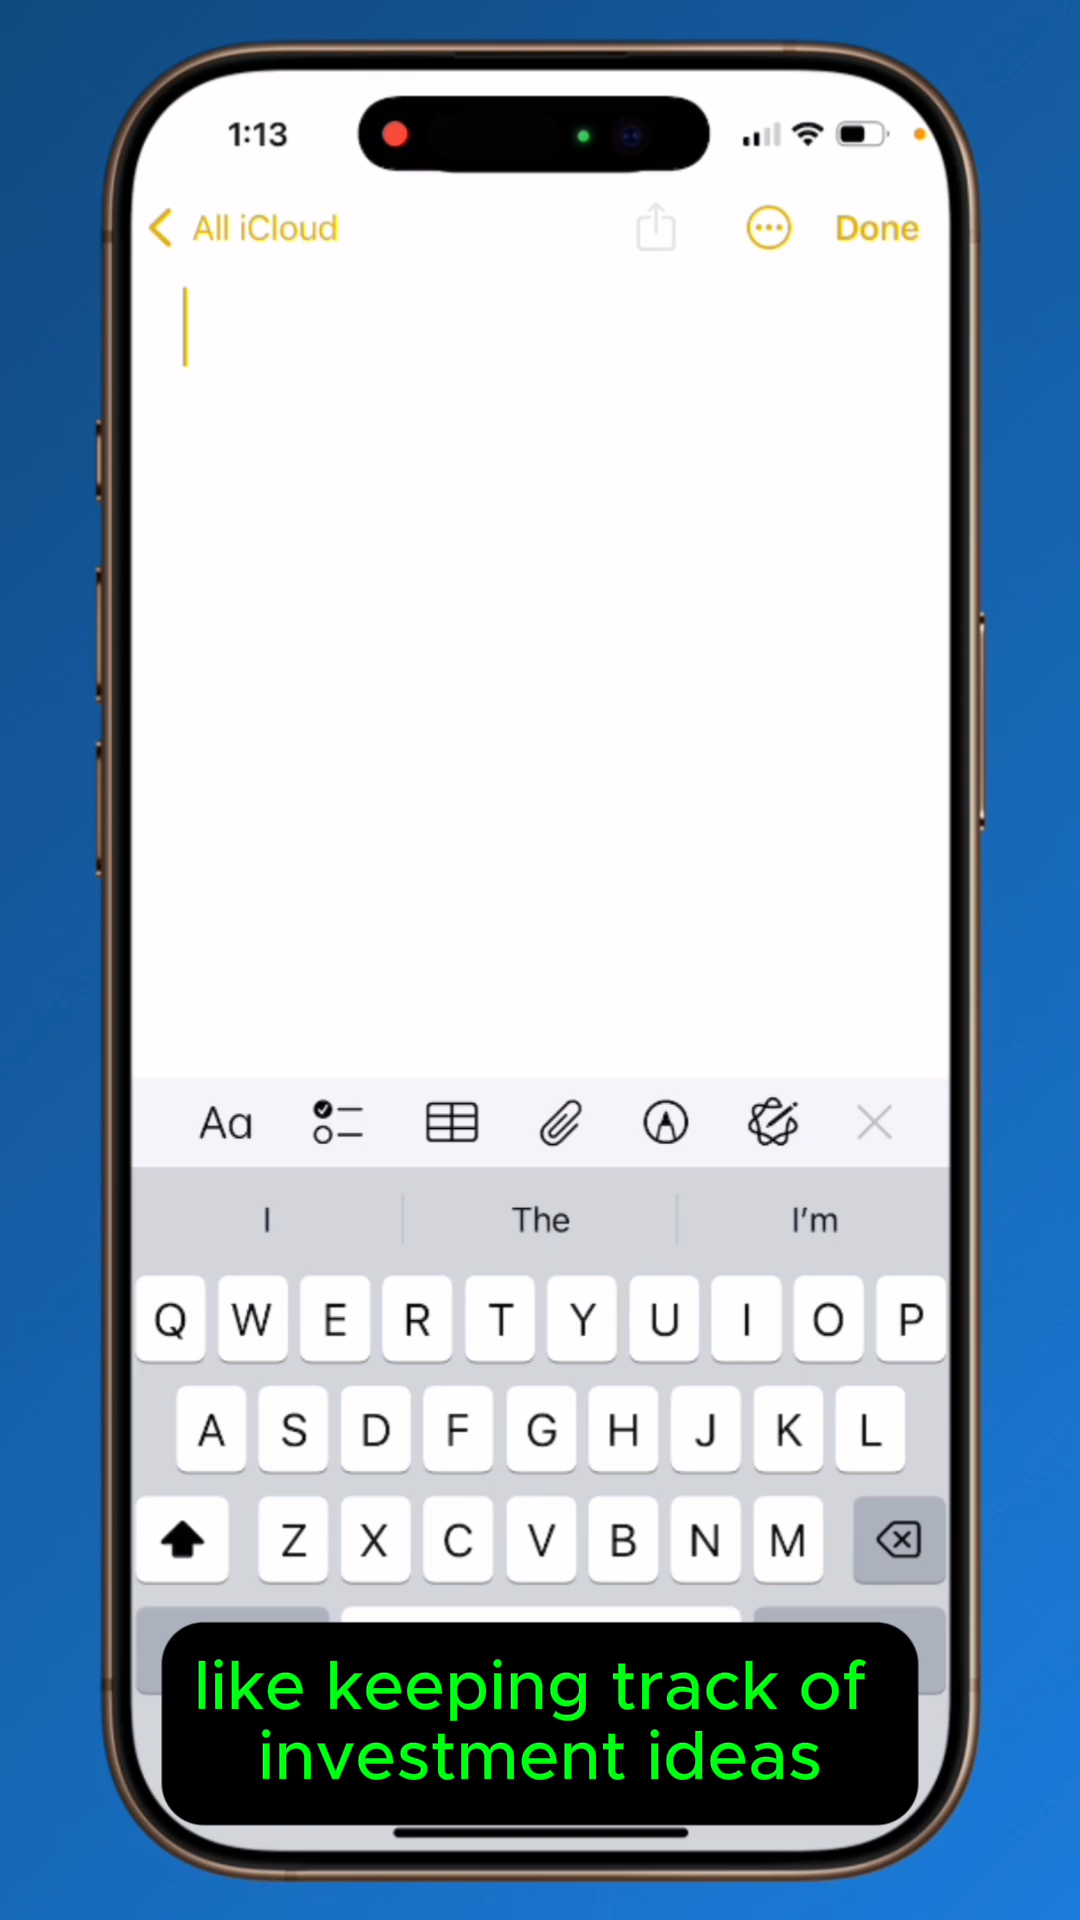 1:13
All iCloud
Done
Aa
I The I'm
Q W E R T Y U I O P
A S D F G H J K L
Z X C V B N M
like keeping track of
investment ideas